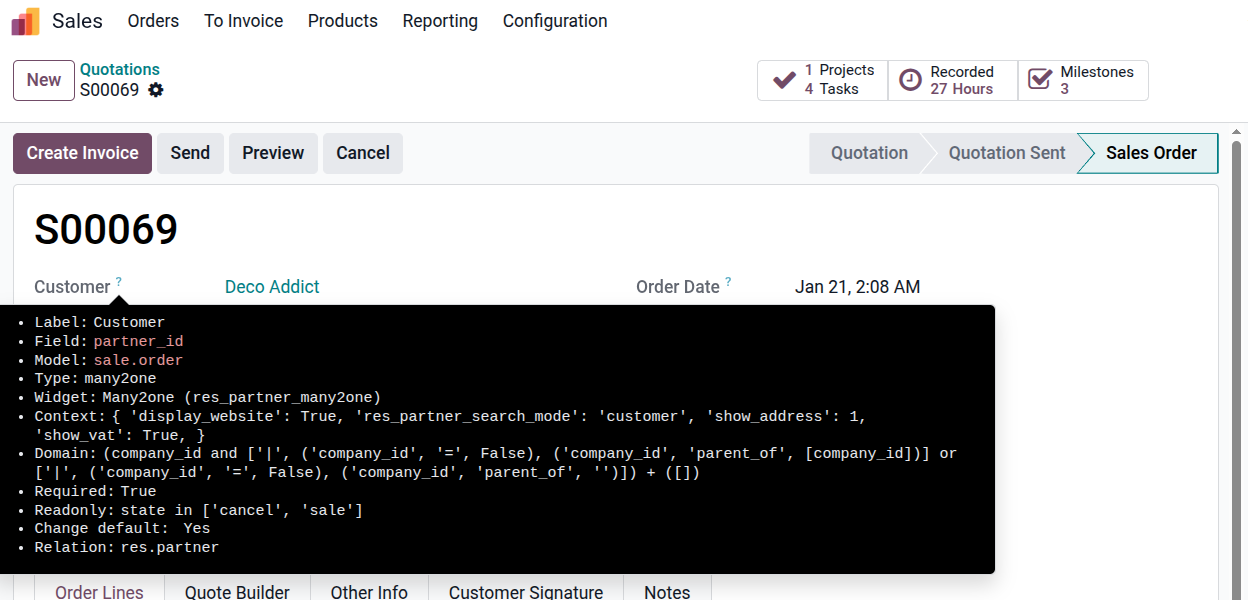 Sales Orders To Invoice Products Reporting Configuration
New
Quotations
S00069
1 Projects
4 Tasks
Recorded
27 Hours
Milestones
3
Create Invoice Send Preview Cancel
Quotation Quotation Sent Sales Order
S00069
Customer ? Deco Addict Order Date ? Jan 21, 2:08 AM
• Label: Customer
• Field: partner_id
• Model: sale.order
• Type: many2one
• Widget: Many2one (res_partner_many2one)
• Context: { 'display_website': True, 'res_partner_search_mode': 'customer', 'show_address': 1,
'show_vat': True, }
• Domain: (company_id and ['|', ('company_id', '=', False), ('company_id', 'parent_of', [company_id])] or
['|', ('company_id', '=', False), ('company_id', 'parent_of', '')]) + ([])
• Required: True
• Readonly: state in ['cancel', 'sale']
• Change default: Yes
• Relation: res.partner
Order Lines Quote Builder Other Info Customer Signature Notes